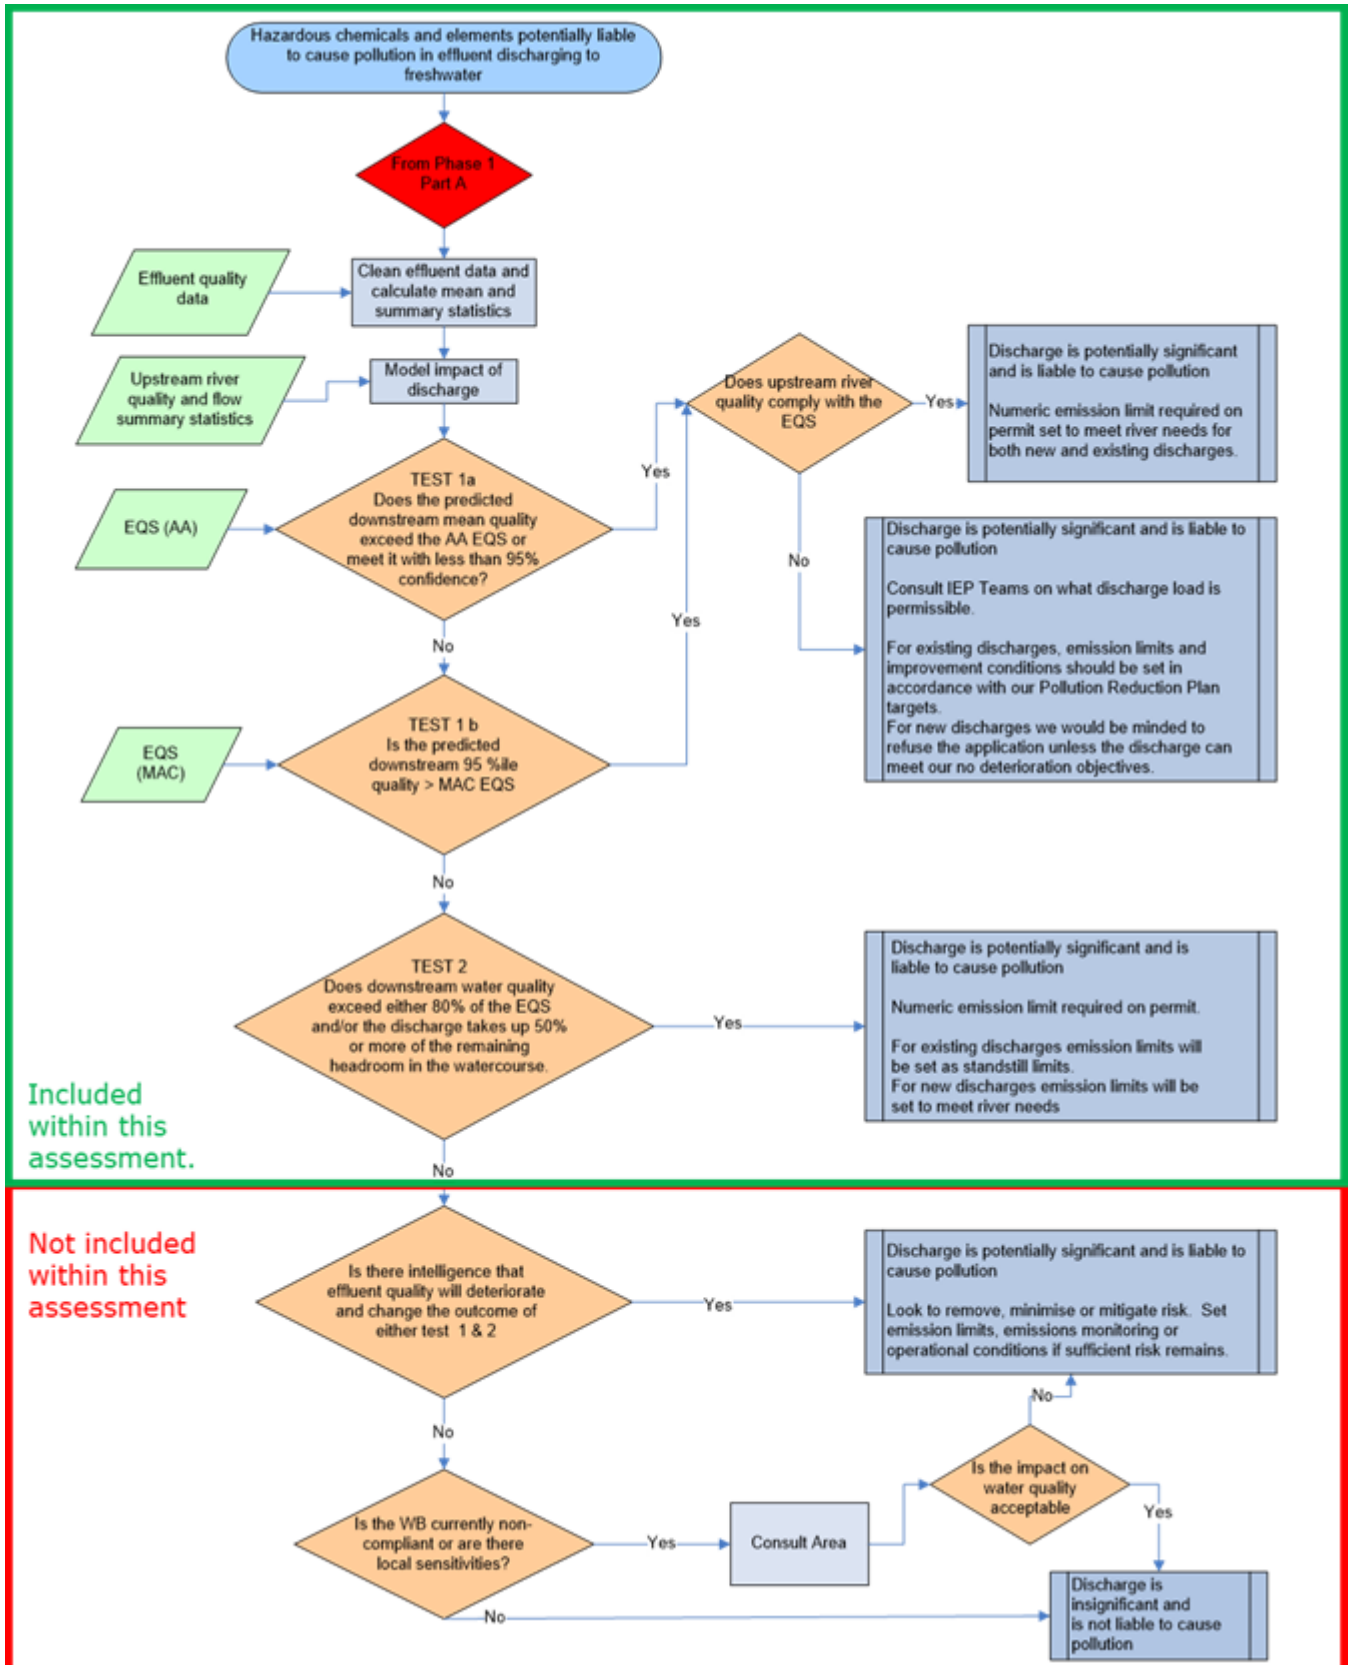 Hazardous chemicals and elements potentially liable
to cause pollution in effluent discharging to
freshwater
From Phase 1
Part A
Effluent quality
data
Clean effluent data and
calculate mean and
summary statistics
Upstream river
quality and flow
summary statistics
Model impact of
discharge
Does upstream river
quality comply with the
EQS
Yes
Discharge is potentially significant
and is liable to cause pollution
Numeric emission limit required on
permit set to meet river needs for
both new and existing discharges.
EQS (AA)
TEST 1a
Does the predicted
downstream mean quality
exceed the AA EQS or
meet it with less than 95%
confidence?
Yes
No
Discharge is potentially significant and is liable to
cause pollution
Consult IEP Teams on what discharge load is
permissible.
For existing discharges, emission limits and
improvement conditions should be set in
accordance with our Pollution Reduction Plan
targets.
For new discharges we would be minded to
refuse the application unless the discharge can
meet our no deterioration objectives.
No
Yes
EQS
(MAC)
TEST 1 b
Is the predicted
downstream 95 %ile
quality > MAC EQS
No
TEST 2
Does downstream water quality
exceed either 80% of the EQS
and/or the discharge takes up 50%
or more of the remaining
headroom in the watercourse.
Yes
Discharge is potentially significant and is
liable to cause pollution
Numeric emission limit required on permit.
For existing discharges emission limits will
be set as standstill limits.
For new discharges emission limits will be
set to meet river needs
Included
within this
assessment.
No
Not included
within this
assessment
Is there intelligence that
effluent quality will deteriorate
and change the outcome of
either test 1 & 2
Yes
Discharge is potentially significant and is liable to
cause pollution
Look to remove, minimise or mitigate risk. Set
emission limits, emissions monitoring or
operational conditions if sufficient risk remains.
No
No
Is the WB currently non-
compliant or are there
local sensitivities?
Yes
Consult Area
Is the impact on
water quality
acceptable
Yes
No
Discharge is
insignificant and
is not liable to cause
pollution